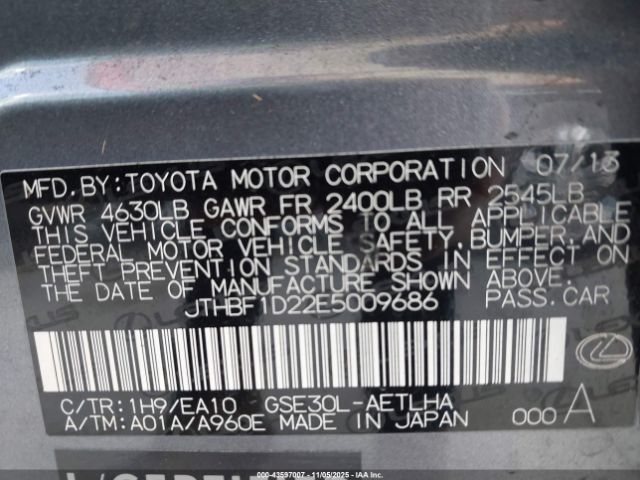 MFD. BY: TOYOTA MOTOR CORPORATION 07/13
GVWR 4630LB GAWR FR 2400LB RR 2545LB
THIS VEHICLE CONFORMS TO ALL APPLICABLE
FEDERAL MOTOR VEHICLE SAFETY, BUMPER, AND
THEFT PREVENTION STANDARDS IN EFFECT ON
THE DATE OF MANUFACTURE SHOWN ABOVE.
JTHBF1D22E5009686 PASS. CAR
C/TR: 1H9/EA10 GSE30L-AETLHA
A/TM: A01A/A960E MADE IN JAPAN 000 A
000-43597007 - 11/05/2025 - COPYRIGHT IAA, LLC.